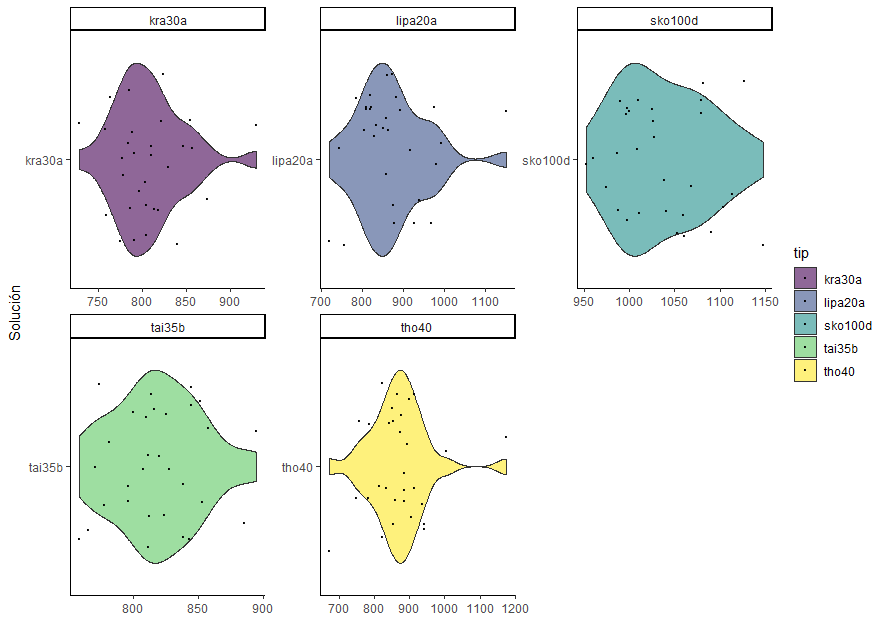 kra30a lipa20a sko100d
kra30a lipa20a sko100d
750 800 850 900 700 800 900 1000 1100 950 1000 1050 1100 1150
Solución
tip
kra30a
lipa20a
sko100d
tai35b
tho40
tai35b tho40
tai35b tho40
800 850 900 700 800 900 1000 1100 1200